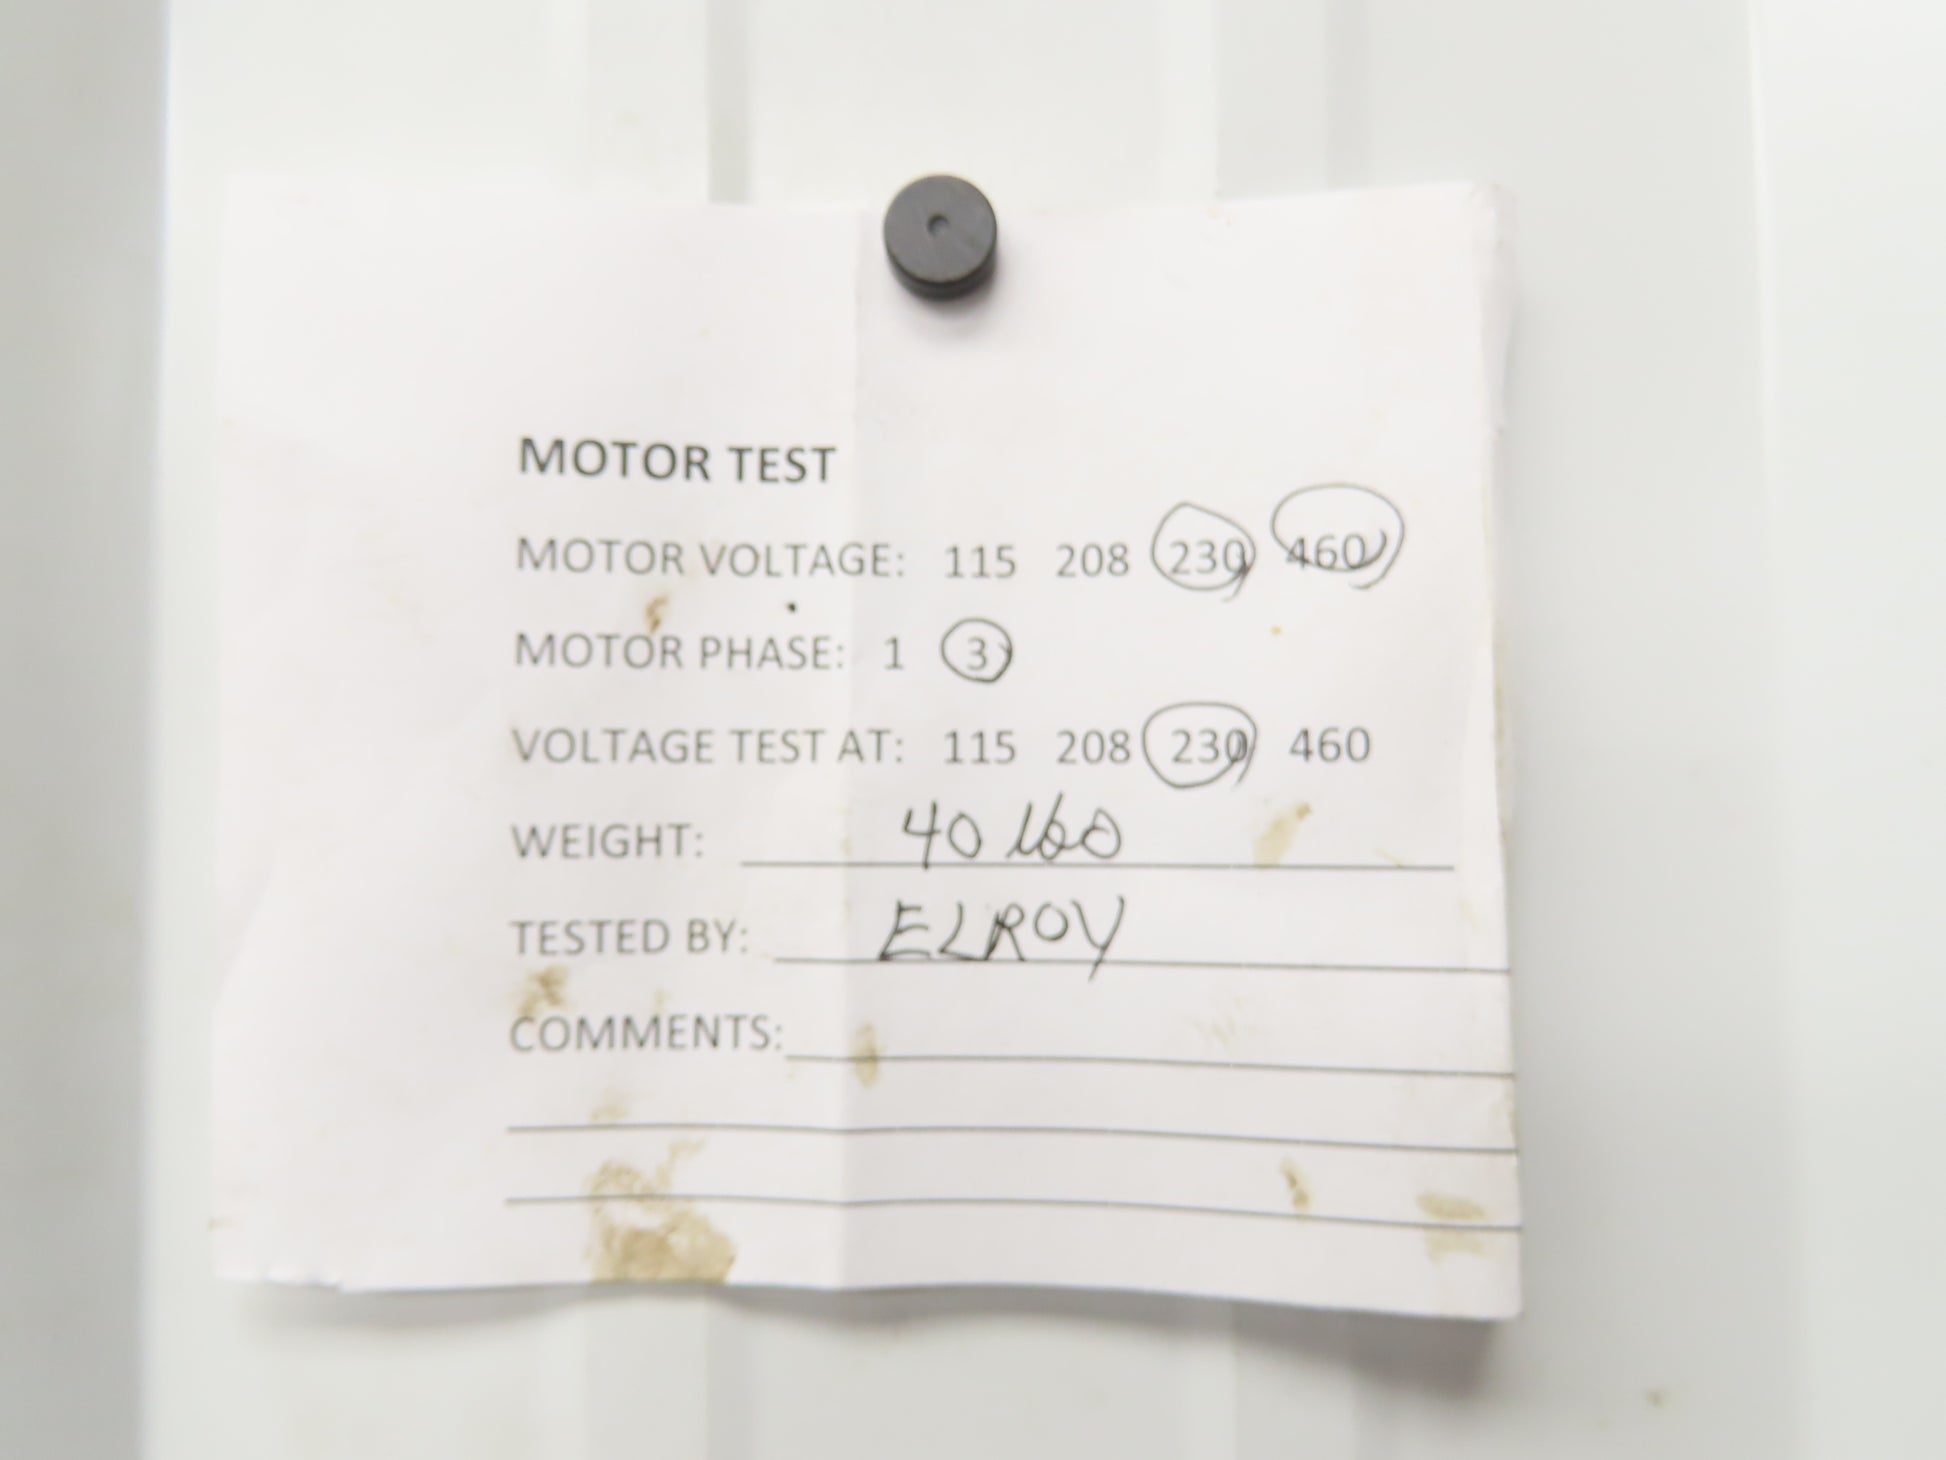 MOTOR TEST
MOTOR VOLTAGE: 115 208 230 460
MOTOR PHASE: 1 3
VOLTAGE TEST AT: 115 208 230 460
WEIGHT: 40 lbs
TESTED BY: ELROY
COMMENTS: